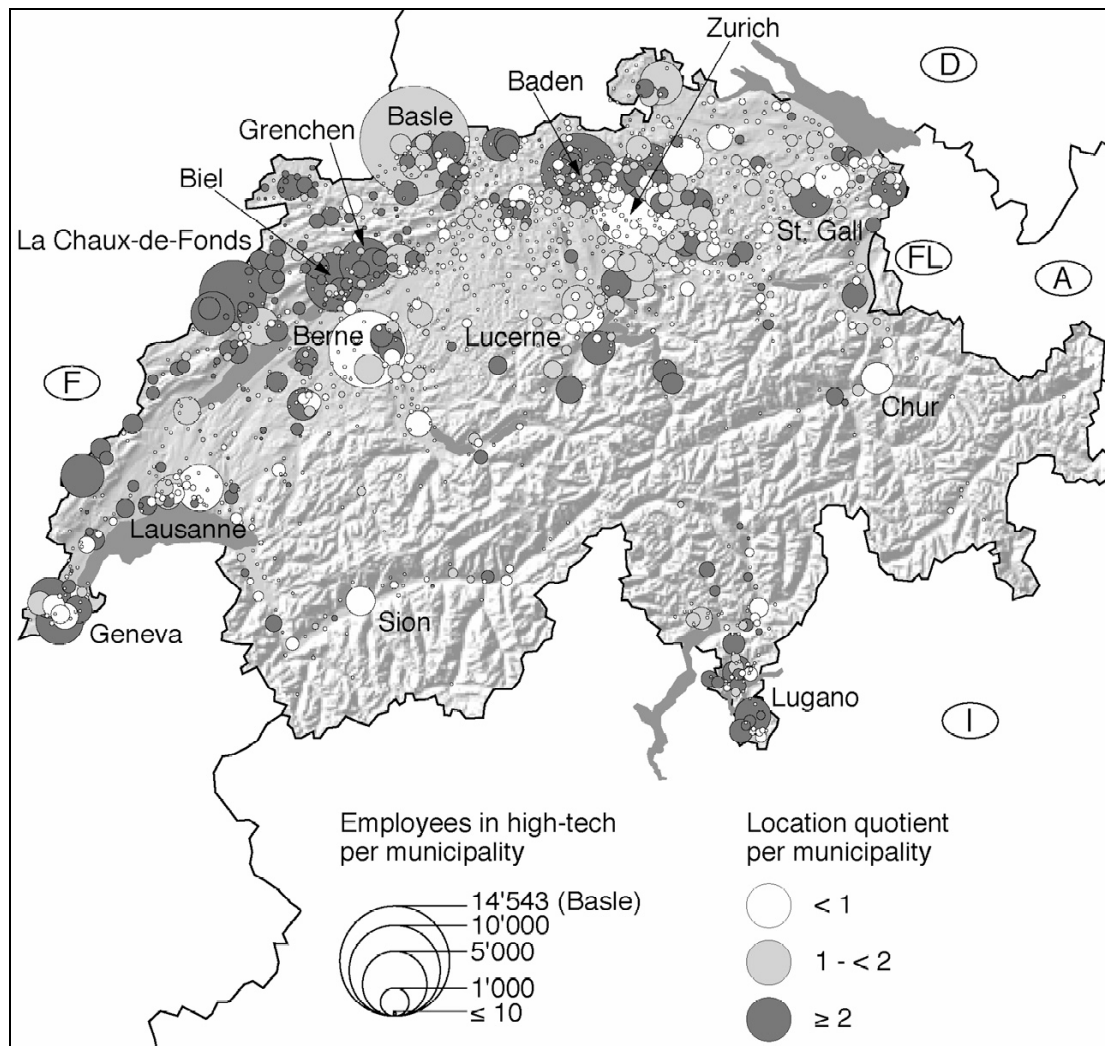 Zurich
D
Baden
Basle
Grenchen
Biel
La Chaux-de-Fonds
St. Gall
FL
A
Berne
Lucerne
F
Chur
Lausanne
Geneva
Sion
Lugano
I
Employees in high-tech
per municipality
14'543 (Basle)
10'000
5'000
1'000
≤ 10
Location quotient
per municipality
< 1
1 - < 2
≥ 2